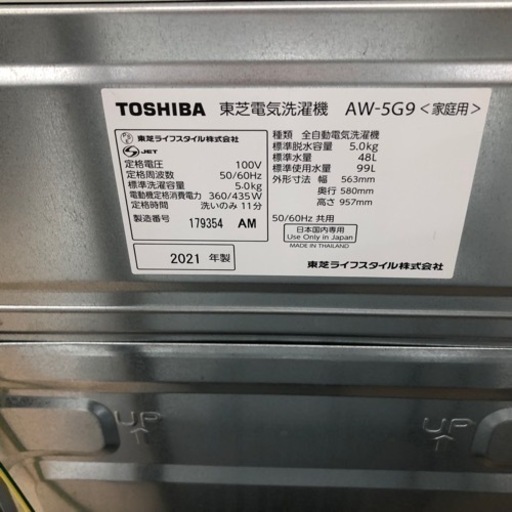 TOSHIBA 東芝電気洗濯機 AW-5G9<家庭用>
東芝ライフスタイル株式会社
JET
定格電圧 100V
定格周波数 50/60Hz
標準洗濯容量 5.0kg
電動機定格消費電力 360/435W
定格時間 洗いのみ 11分
製造番号 179354 AM
2021 年製
種類 全自動電気洗濯機
標準脱水容量 5.0kg
標準水量 48L
標準使用水量 99L
外形寸法 幅 563mm
奥行 580mm
高さ 957mm
50/60Hz 共用
日本国内専用
Use Only in Japan
MADE IN THAILAND
東芝ライフスタイル株式会社
UP
UP